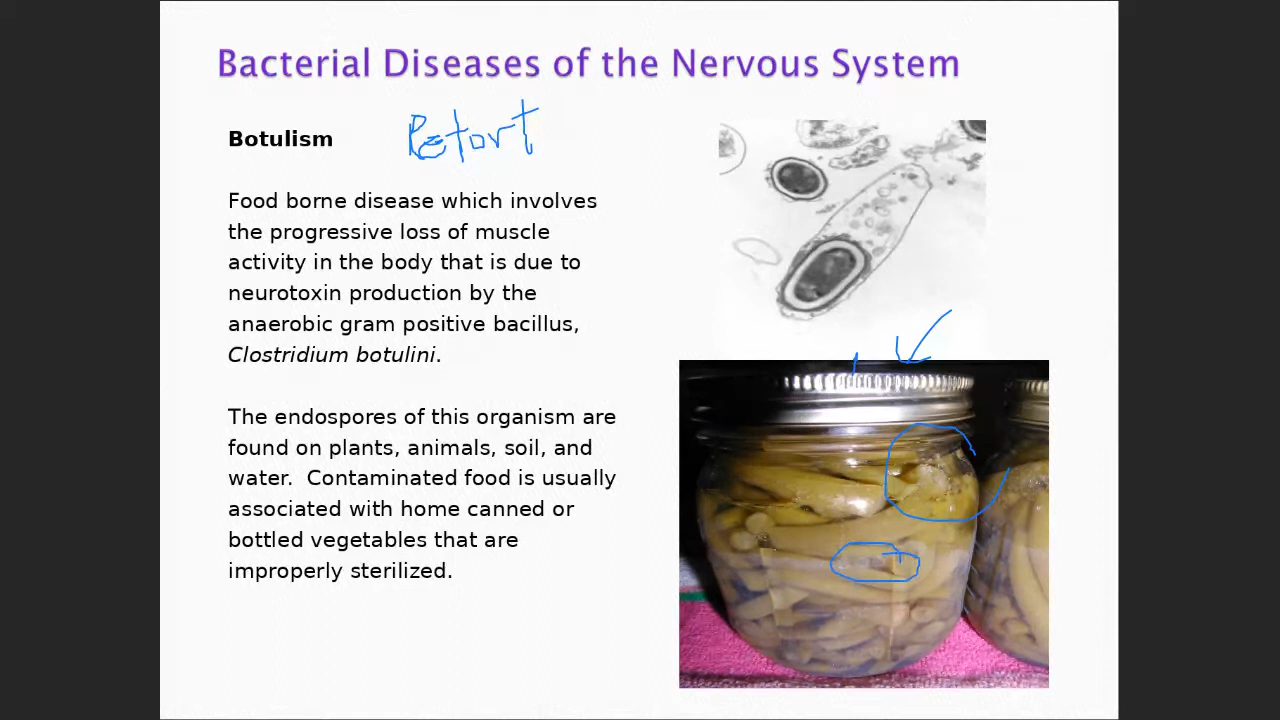 Bacterial Diseases of the Nervous System
Botulism
Retort
Food borne disease which involves
the progressive loss of muscle
activity in the body that is due to
neurotoxin production by the
anaerobic gram positive bacillus,
Clostridium botulini.
The endospores of this organism are
found on plants, animals, soil, and
water.  Contaminated food is usually
associated with home canned or
bottled vegetables that are
improperly sterilized.